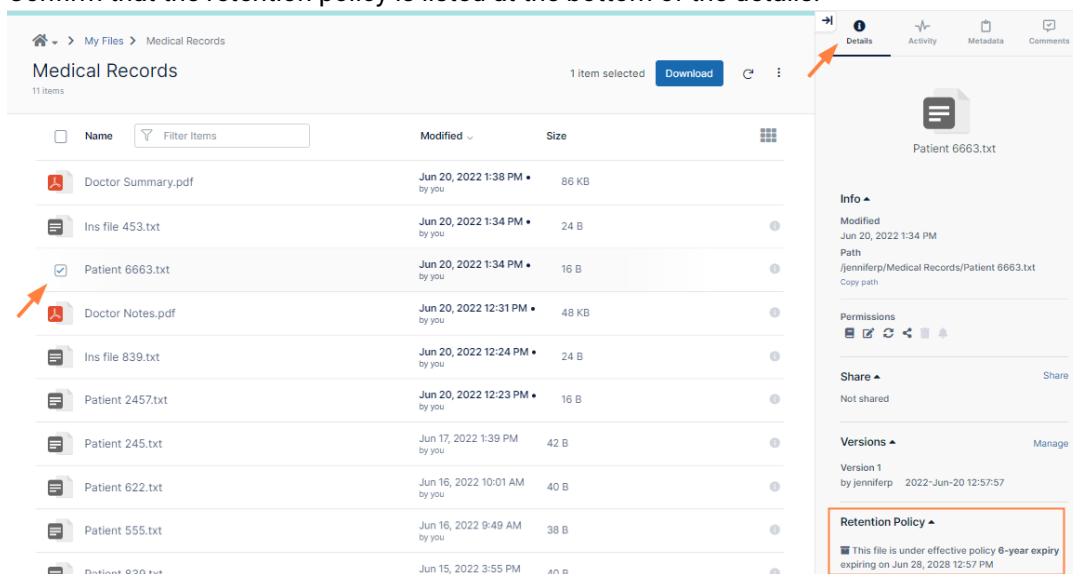 Confirm that the retention policy is listed at the bottom of the details.
My Files > Medical Records
Medical Records
11 items
1 item selected Download
Name Filter Items Modified Size
Doctor Summary.pdf Jun 20, 2022 1:38 PM • 86 KB
by you
Ins file 453.txt Jun 20, 2022 1:34 PM • 24 B
by you
Patient 6663.txt Jun 20, 2022 1:34 PM • 16 B
by you
Doctor Notes.pdf Jun 20, 2022 12:31 PM • 48 KB
by you
Ins file 839.txt Jun 20, 2022 12:24 PM • 24 B
by you
Patient 2457.txt Jun 20, 2022 12:23 PM • 16 B
by you
Patient 245.txt Jun 17, 2022 1:39 PM 42 B
by you
Patient 622.txt Jun 16, 2022 10:01 AM 40 B
by you
Patient 555.txt Jun 16, 2022 9:49 AM 38 B
by you
Patient 839.txt Jun 15, 2022 3:55 PM 40 B
Details Activity Metadata Comments
Patient 6663.txt
Info
Modified
Jun 20, 2022 1:34 PM
Path
/jenniferp/Medical Records/Patient 6663.txt
Copy path
Permissions
Share Share
Not shared
Versions Manage
Version 1
by jenniferp 2022-Jun-20 12:57:57
Retention Policy
This file is under effective policy 6-year expiry
expiring on Jun 28, 2028 12:57 PM